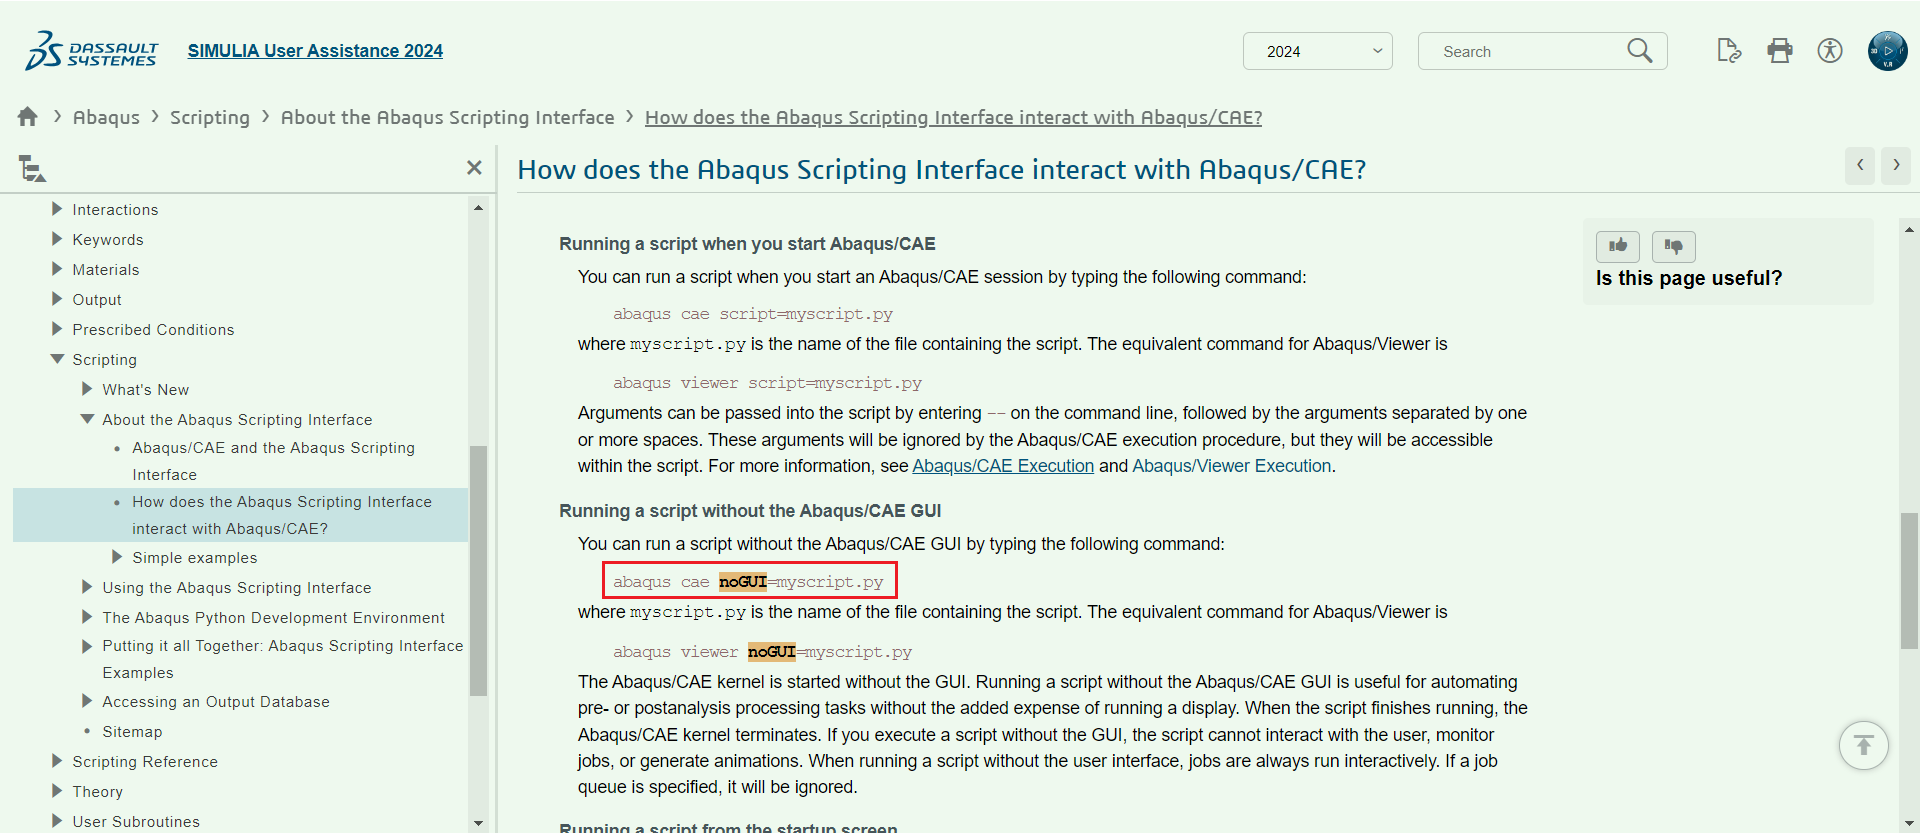 DASSAULT
SYSTEMES
SIMULIA User Assistance 2024
2024
Search
Abaqus > Scripting > About the Abaqus Scripting Interface > How does the Abaqus Scripting Interface interact with Abaqus/CAE?
Interactions
Keywords
Materials
Output
Prescribed Conditions
Scripting
What's New
About the Abaqus Scripting Interface
Abaqus/CAE and the Abaqus Scripting
Interface
How does the Abaqus Scripting Interface
interact with Abaqus/CAE?
Simple examples
Using the Abaqus Scripting Interface
The Abaqus Python Development Environment
Putting it all Together: Abaqus Scripting Interface
Examples
Accessing an Output Database
Sitemap
Scripting Reference
Theory
User Subroutines
How does the Abaqus Scripting Interface interact with Abaqus/CAE?
Running a script when you start Abaqus/CAE
You can run a script when you start an Abaqus/CAE session by typing the following command:
abaqus cae script=myscript.py
where myscript.py is the name of the file containing the script. The equivalent command for Abaqus/Viewer is
abaqus viewer script=myscript.py
Arguments can be passed into the script by entering -- on the command line, followed by the arguments separated by one
or more spaces. These arguments will be ignored by the Abaqus/CAE execution procedure, but they will be accessible
within the script. For more information, see Abaqus/CAE Execution and Abaqus/Viewer Execution.
Running a script without the Abaqus/CAE GUI
You can run a script without the Abaqus/CAE GUI by typing the following command:
abaqus cae noGUI=myscript.py
where myscript.py is the name of the file containing the script. The equivalent command for Abaqus/Viewer is
abaqus viewer noGUI=myscript.py
The Abaqus/CAE kernel is started without the GUI. Running a script without the Abaqus/CAE GUI is useful for automating
pre- or postanalysis processing tasks without the added expense of running a display. When the script finishes running, the
Abaqus/CAE kernel terminates. If you execute a script without the GUI, the script cannot interact with the user, monitor
jobs, or generate animations. When running a script without the user interface, jobs are always run interactively. If a job
queue is specified, it will be ignored.
Running a script from the startup screen
Is this page useful?